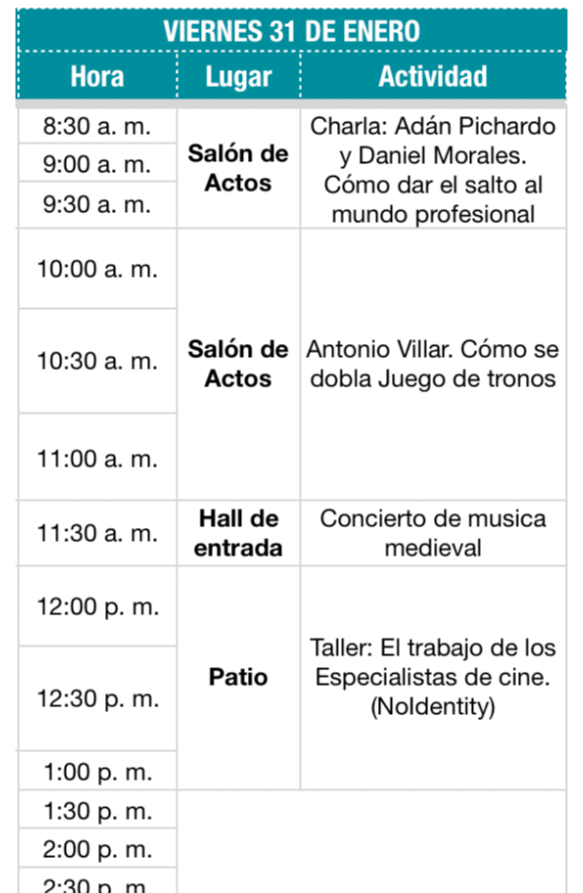 VIERNES 31 DE ENERO
Hora Lugar Actividad
8:30 a. m.
9:00 a. m.
9:30 a. m.
Salón de
Actos
Charla: Adán Pichardo
y Daniel Morales.
Cómo dar el salto al
mundo profesional
10:00 a. m.
10:30 a. m.
11:00 a. m.
Salón de
Actos
Antonio Villar. Cómo se
dobla Juego de tronos
11:30 a. m.
Hall de
entrada
Concierto de musica
medieval
12:00 p. m.
12:30 p. m.
1:00 p. m.
Patio
Taller: El trabajo de los
Especialistas de cine.
(NoIdentity)
1:30 p. m.
2:00 p. m.
2:30 p. m.